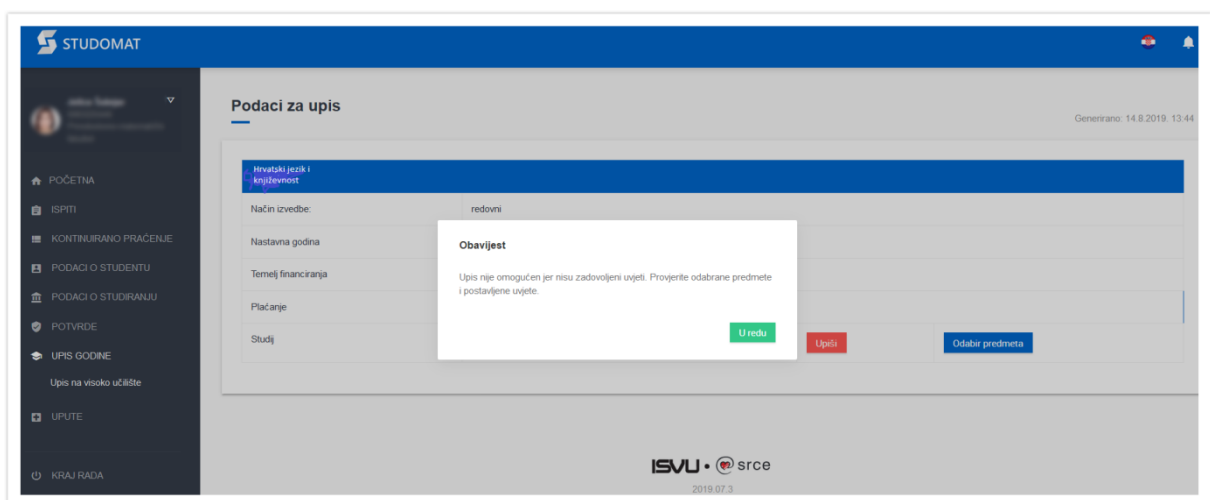 STUDOMAT
Podaci za upis
Generirano: 14.8.2019. 13:44
POČETNA
ISPITI
KONTINUIRANO PRAĆENJE
PODACI O STUDENTU
PODACI O STUDIRANJU
POTVRDE
UPIS GODINE
Upis na visoko učilište
UPUTE
KRAJ RADA
Hrvatski jezik i
književnost
Način izvedbe: redovni
Nastavna godina
Temelj financiranja
Plaćanje
Studij
Obavijest
Upis nije omogućen jer nisu zadovoljeni uvjeti. Provjerite odabrane predmete
i postavljene uvjete.
U redu
Upiši
Odabir predmeta
ISVU • srce
2019.07.3